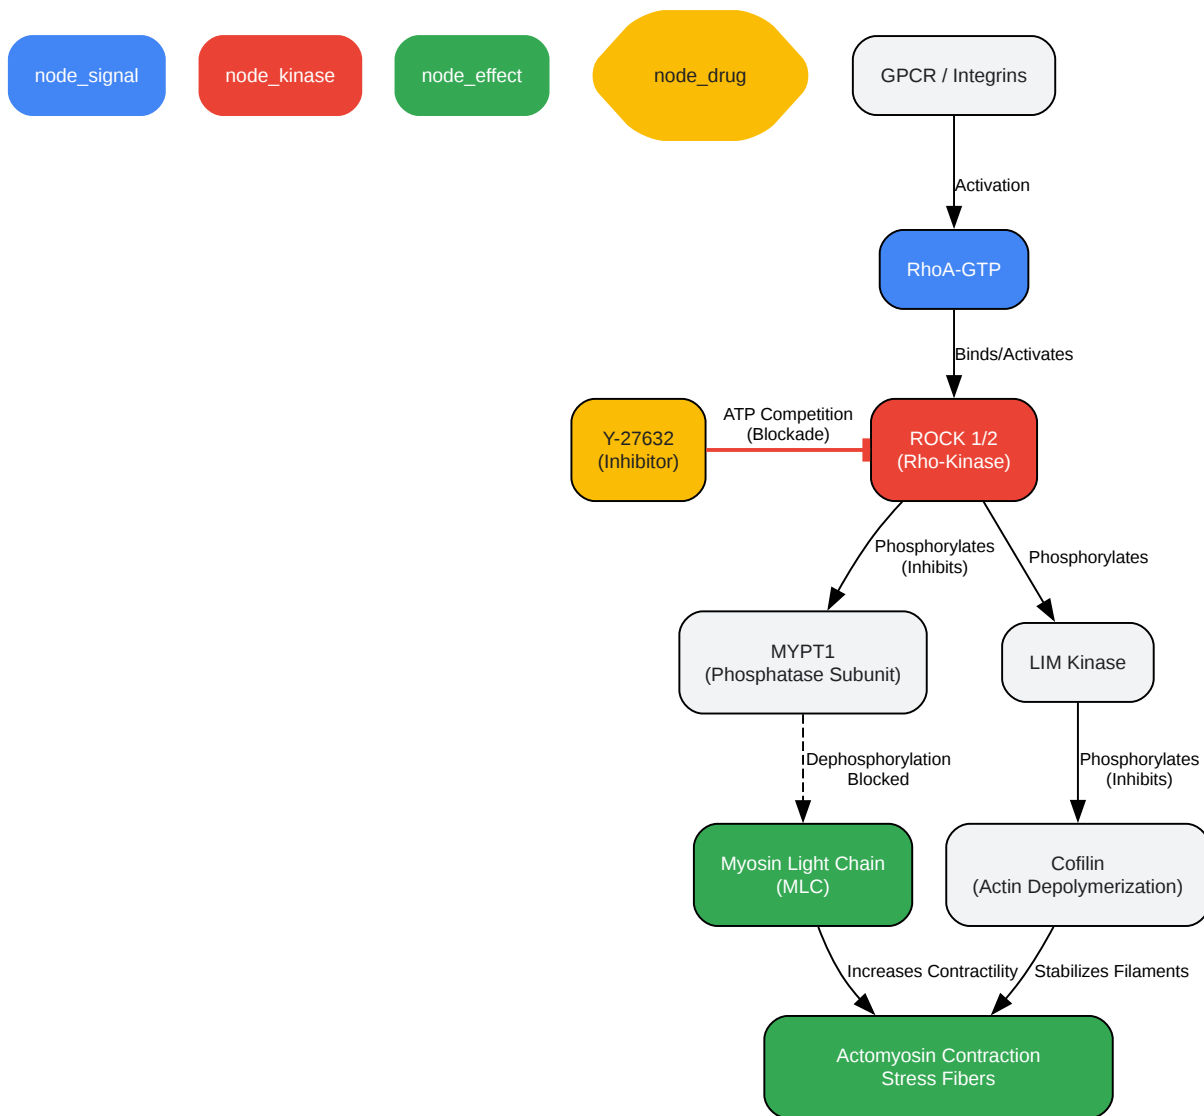 node_signal
node_kinase
node_effect
node_drug
GPCR / Integrins
Activation
RhoA-GTP
Binds/Activates
Y-27632
(Inhibitor)
ATP Competition
(Blockade)
ROCK 1/2
(Rho-Kinase)
Phosphorylates
(Inhibits)
Phosphorylates
MYPT1
(Phosphatase Subunit)
LIM Kinase
Dephosphorylation
Blocked
Phosphorylates
(Inhibits)
Myosin Light Chain
(MLC)
Cofilin
(Actin Depolymerization)
Increases Contractility
Stabilizes Filaments
Actomyosin Contraction
Stress Fibers